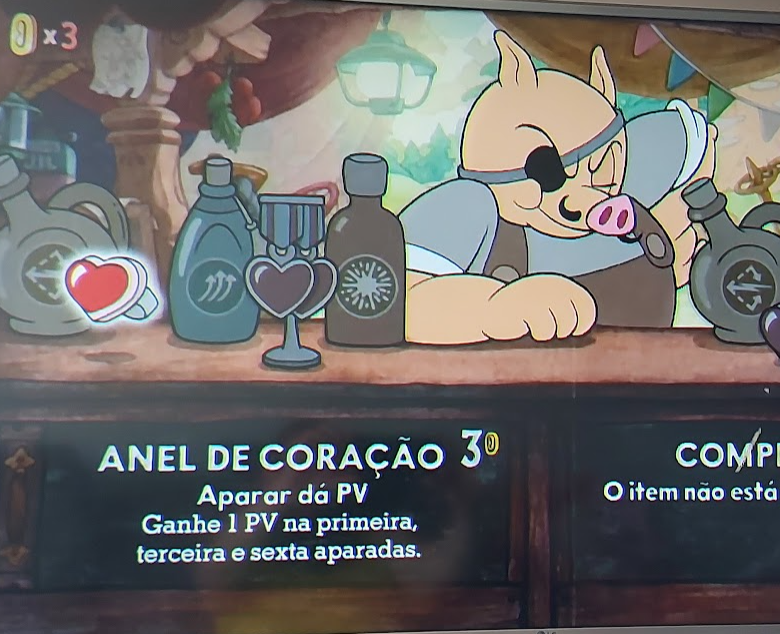 x3
ANEL DE CORAÇÃO 3
Aparar dá PV
Ganhe 1 PV na primeira,
terceira e sexta aparadas.
O item não está